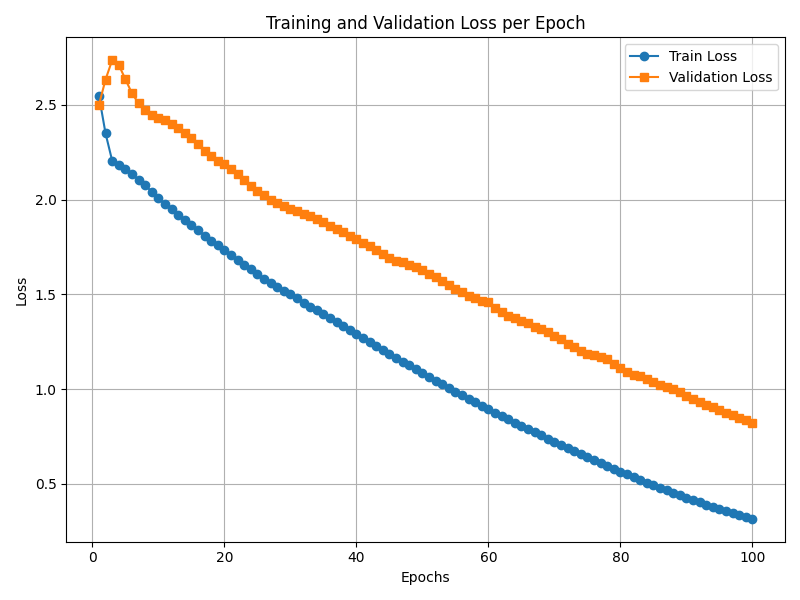 Training and Validation Loss per Epoch
Train Loss
Validation Loss
2.5
2.0
1.5
1.0
0.5
Loss
0 20 40 60 80 100
Epochs